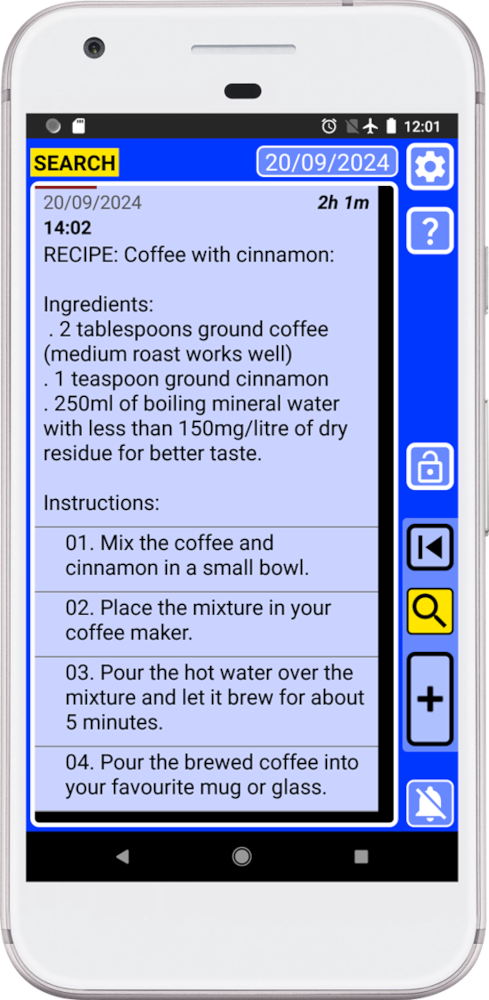 12:01
SEARCH
20/09/2024
20/09/2024 2h 1m
14:02
RECIPE: Coffee with cinnamon:
Ingredients:
. 2 tablespoons ground coffee
(medium roast works well)
. 1 teaspoon ground cinnamon
. 250ml of boiling mineral water
with less than 150mg/litre of dry
residue for better taste.
Instructions:
01. Mix the coffee and
cinnamon in a small bowl.
02. Place the mixture in your
coffee maker.
03. Pour the hot water over the
mixture and let it brew for about
5 minutes.
04. Pour the brewed coffee into
your favourite mug or glass.